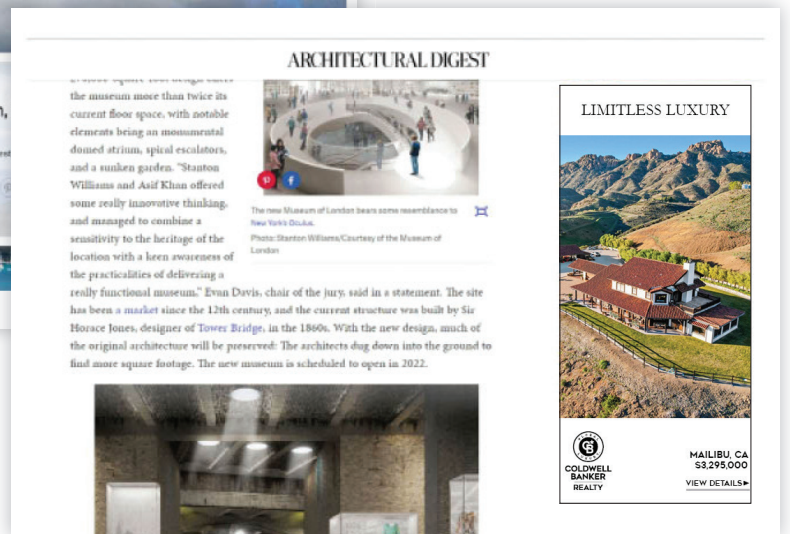 ARCHITECTURAL DIGEST
the museum more than twice its
current floor space, with notable
elements being an monumental
domed atrium, spiral escalators,
and a sunken garden. "Stanton
Williams and Asif Khan offered
some really innovative thinking,
and managed to combine a
sensitivity to the heritage of the
location with a keen awareness of
the practicalities of delivering a
really functional museum," Evan Davis, chair of the jury, said in a statement. The site
has been a market since the 12th century, and the current structure was built by Sir
Horace Jones, designer of Tower Bridge, in the 1860s. With the new design, much of
the original architecture will be preserved: The architects dug down into the ground to
find more square footage. The new museum is scheduled to open in 2022.
The new Museum of London bears some resemblance to
New York's Oculus.
Photo: Stanton Williams/Courtesy of the Museum of
London
LIMITLESS LUXURY
COLDWELL
BANKER
REALTY
MAILIBU, CA
$3,295,000
VIEW DETAILS▶